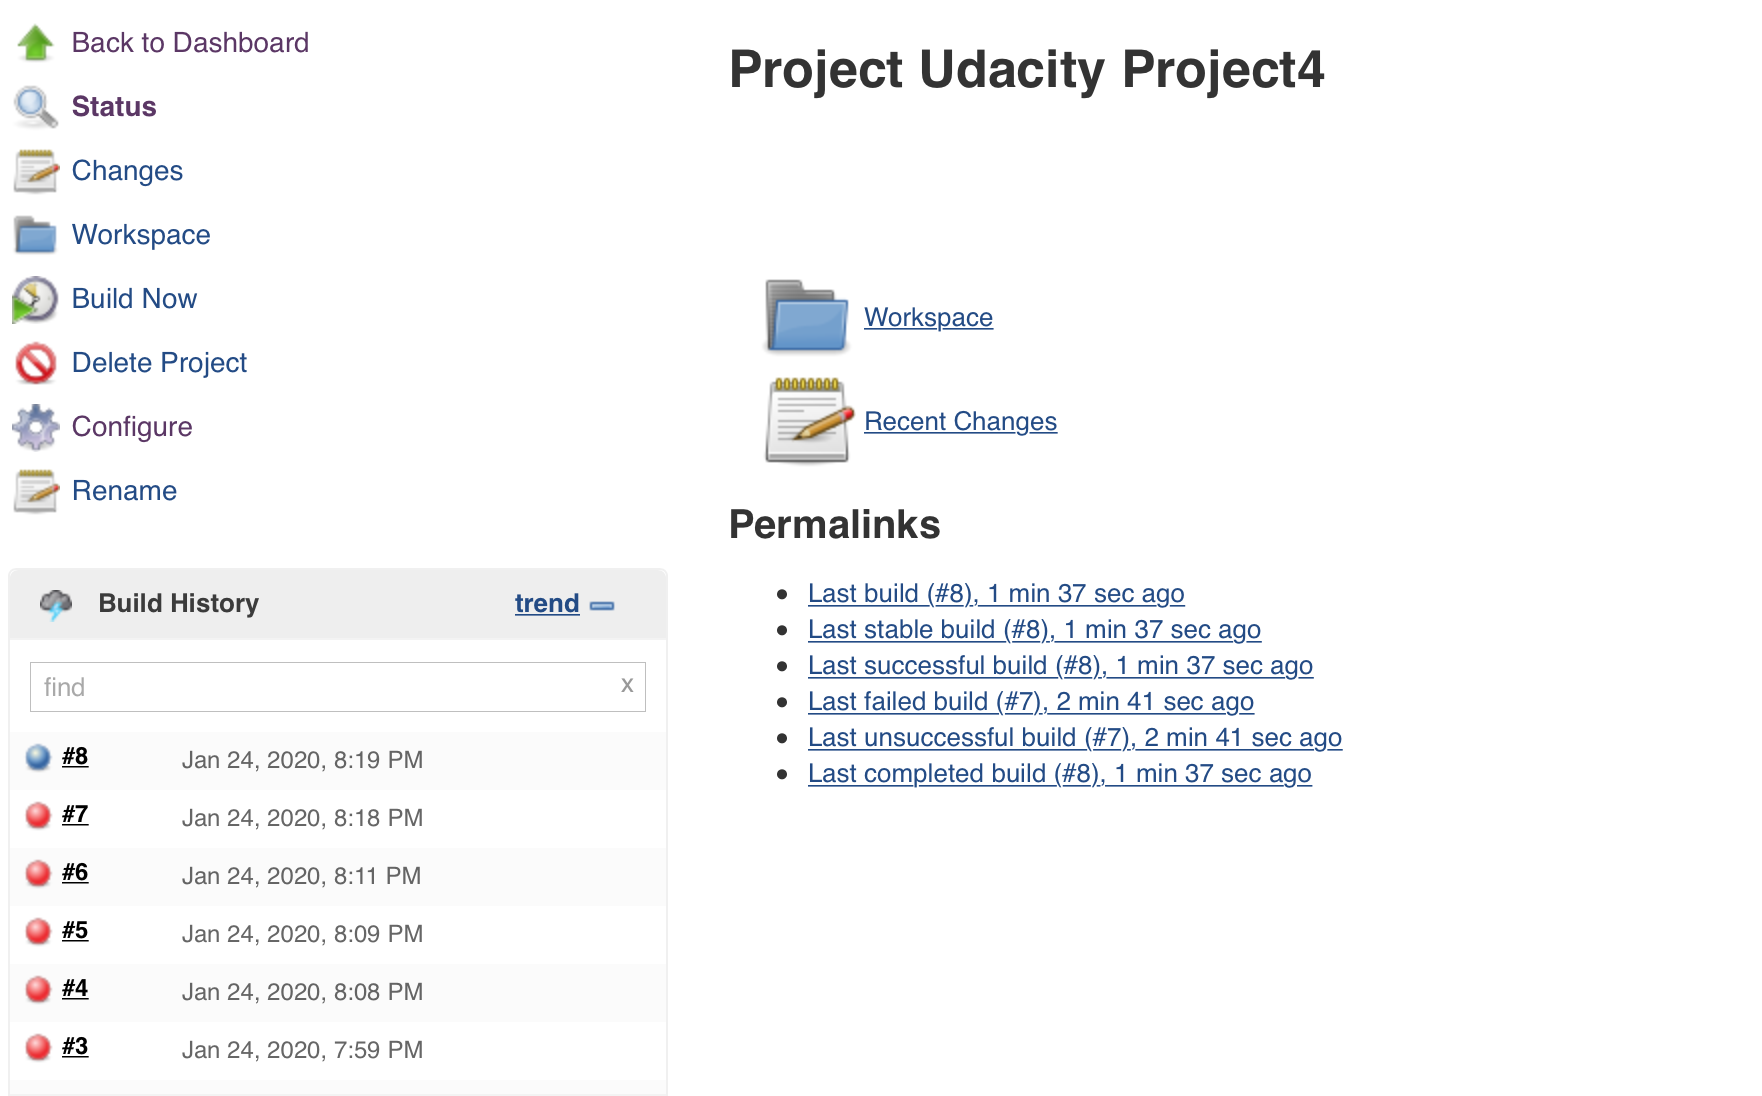 Back to Dashboard
Status
Changes
Workspace
Build Now
Delete Project
Configure
Rename
Build History trend
find x
#8 Jan 24, 2020, 8:19 PM
#7 Jan 24, 2020, 8:18 PM
#6 Jan 24, 2020, 8:11 PM
#5 Jan 24, 2020, 8:09 PM
#4 Jan 24, 2020, 8:08 PM
#3 Jan 24, 2020, 7:59 PM
Project Udacity Project4
Workspace
Recent Changes
Permalinks
Last build (#8), 1 min 37 sec ago
Last stable build (#8), 1 min 37 sec ago
Last successful build (#8), 1 min 37 sec ago
Last failed build (#7), 2 min 41 sec ago
Last unsuccessful build (#7), 2 min 41 sec ago
Last completed build (#8), 1 min 37 sec ago